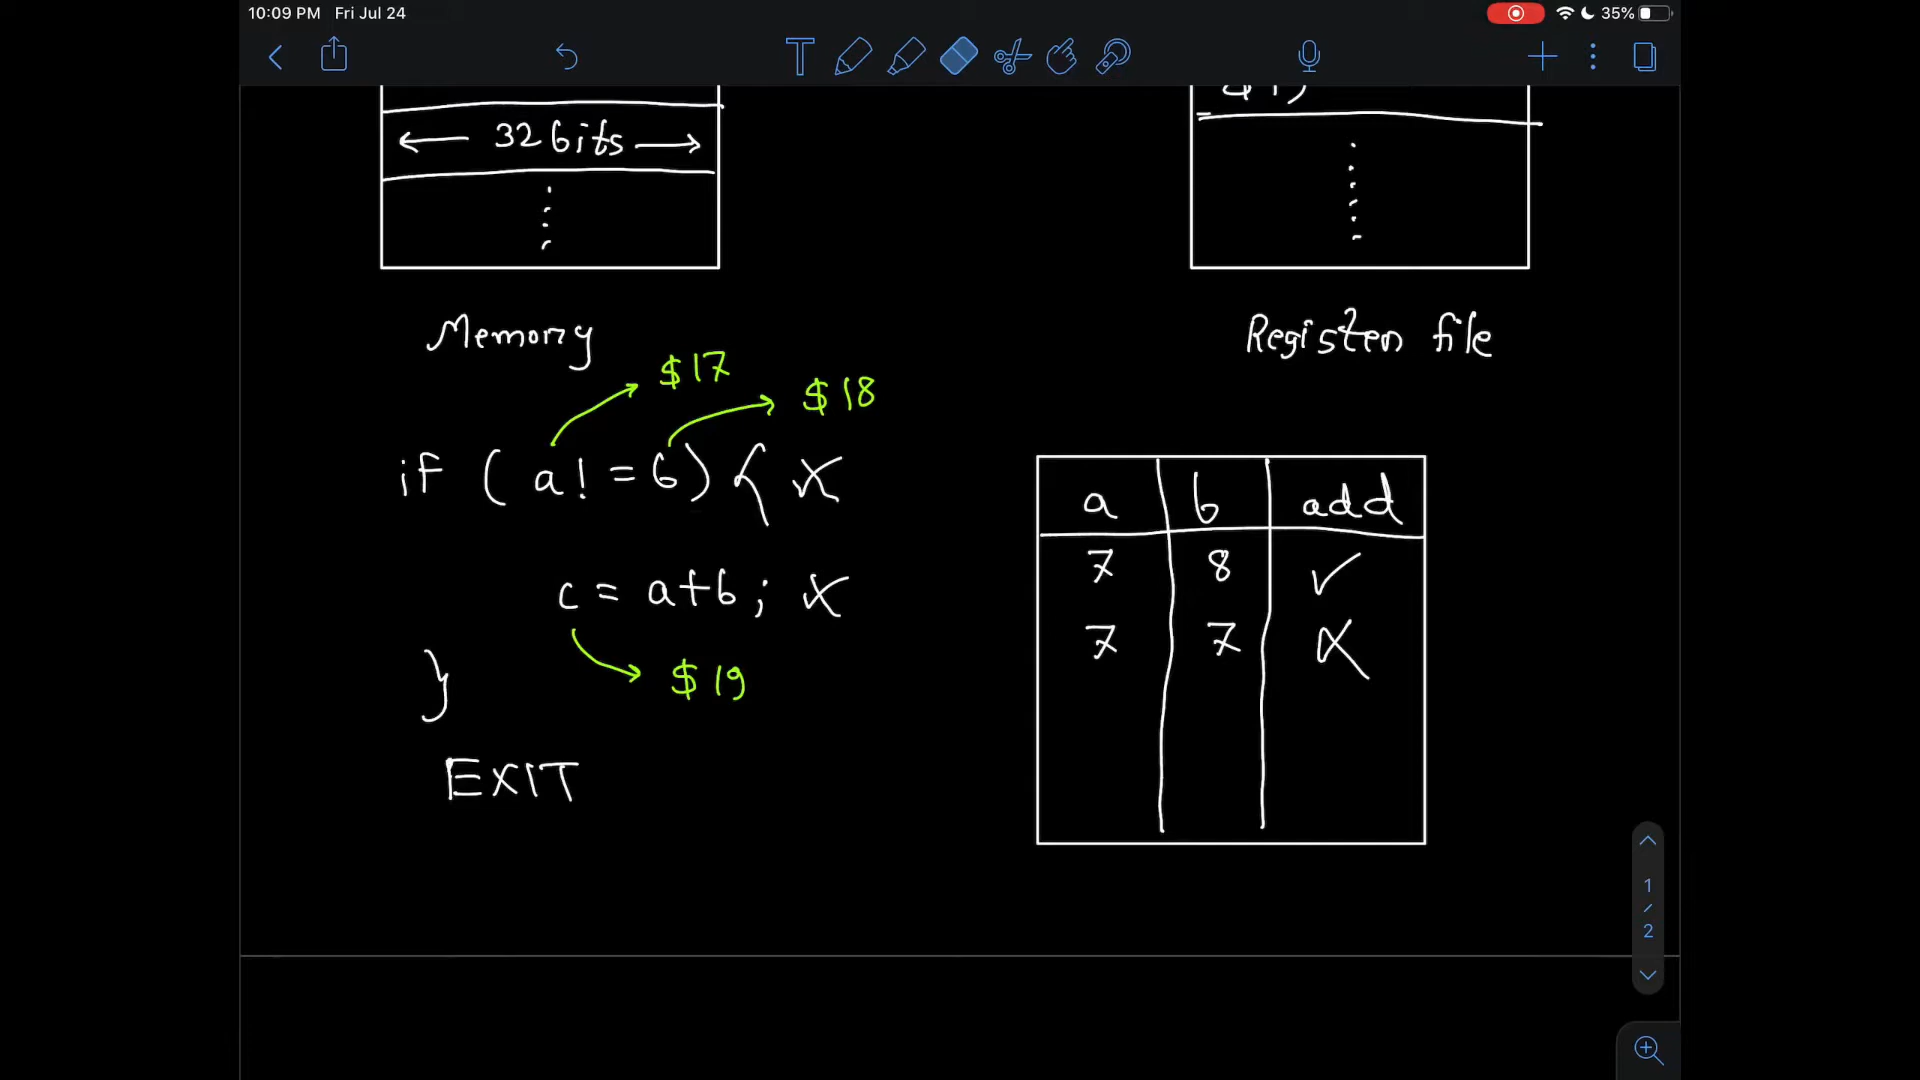 10:09 PM Fri Jul 24
35%
32 bits
Memory
Register file
$17
$18
if ( a! = b) { x
c = a+b; x
$19
}
EXIT
a b add
7 8 ✓
7 7 x
1
/
2